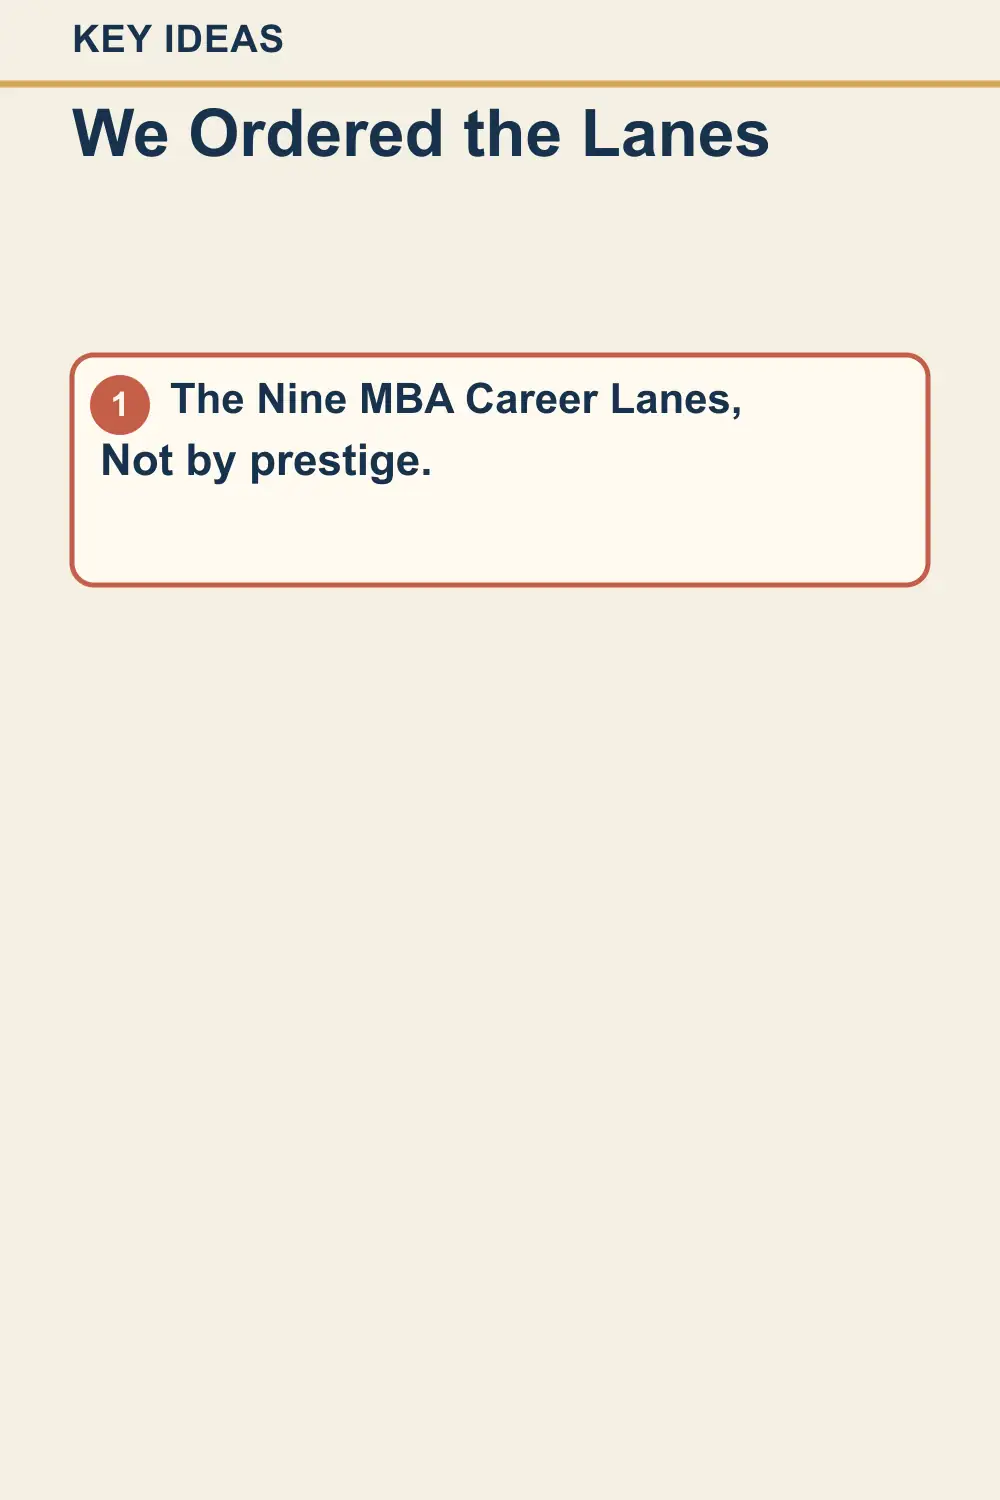 KEY IDEAS
We Ordered the Lanes
1 The Nine MBA Career Lanes,
Not by prestige.